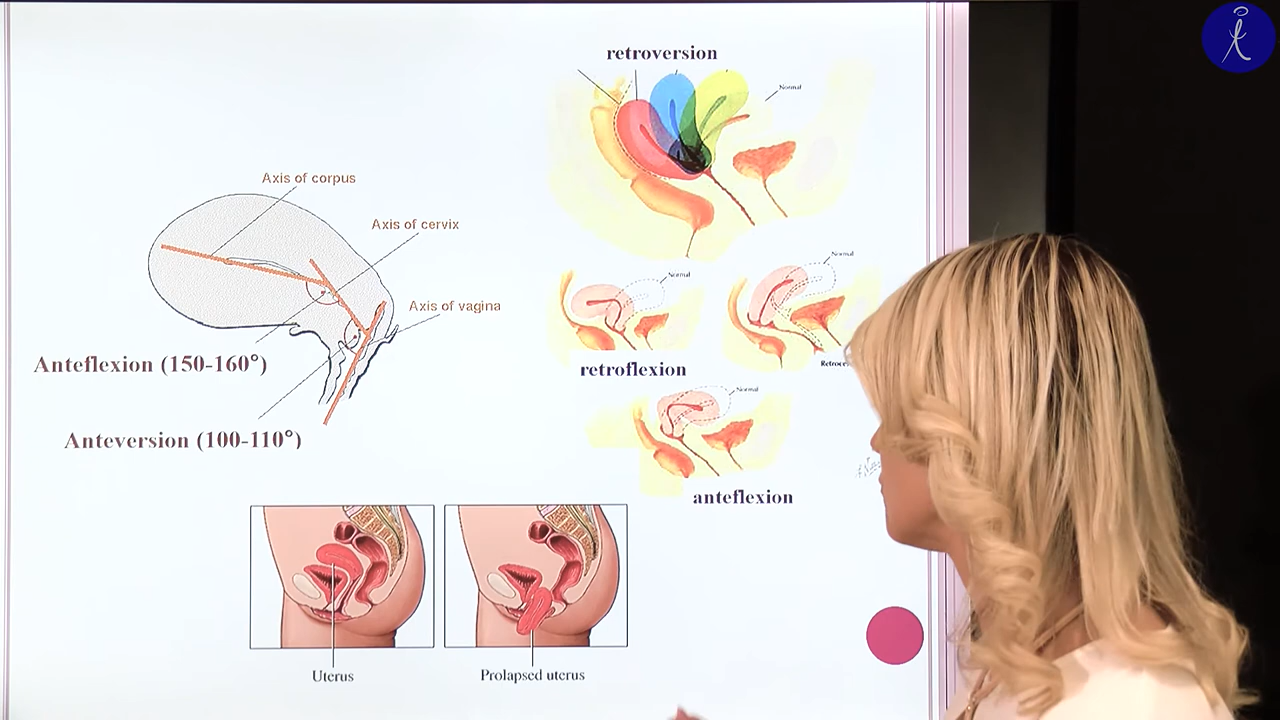 retroversion
Normal
Axis of corpus
Axis of cervix
Axis of vagina
Anteflexion (150-160°)
Anteversion (100-110°)
Normal
retroflexion
Normal
Normal
anteflexion
Uterus
Prolapsed uterus